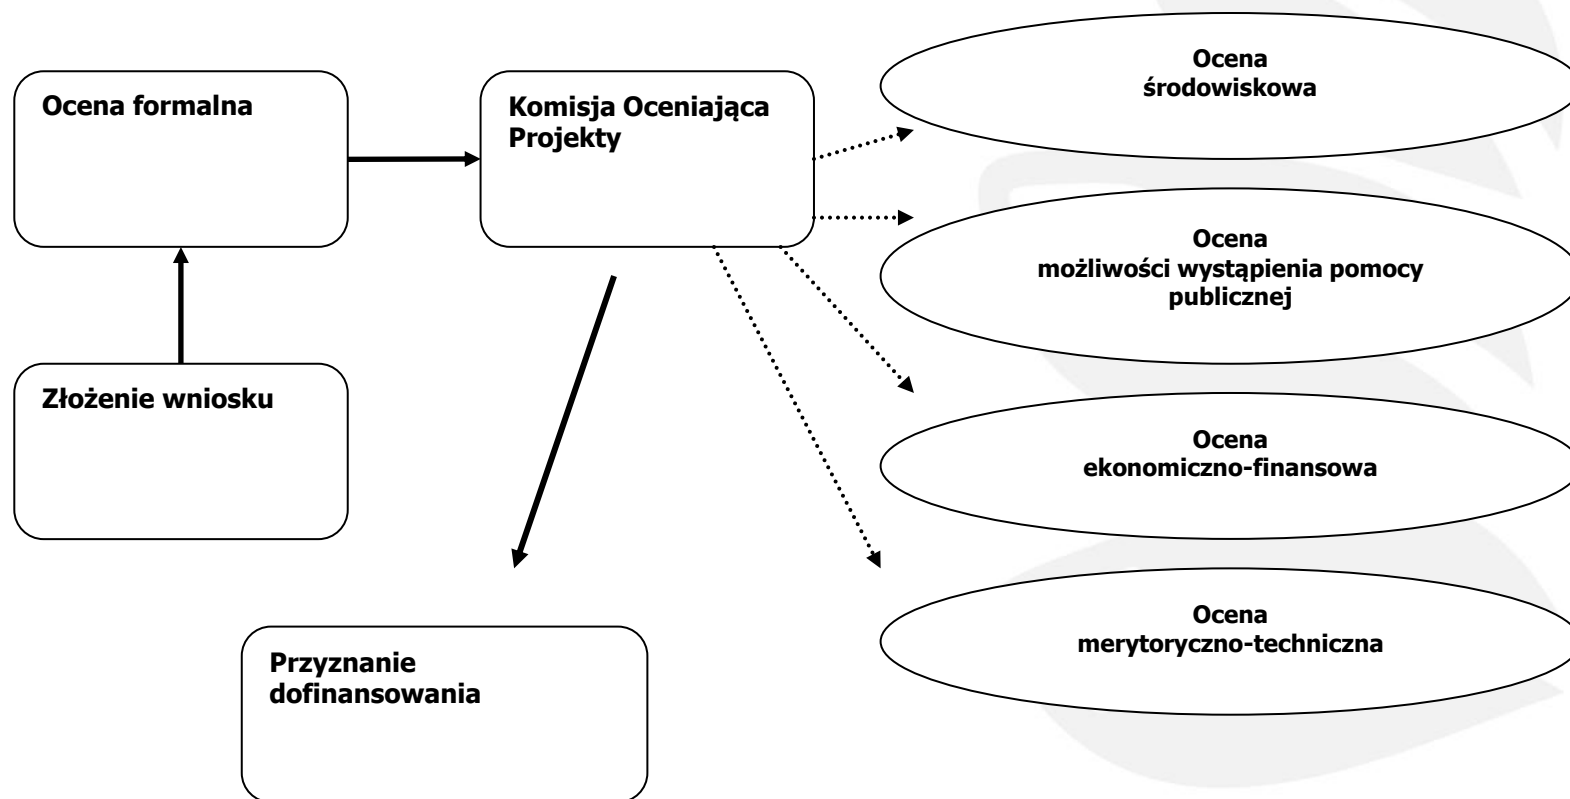 Ocena formalna
Komisja Oceniająca
Projekty
Ocena
środowiskowa
Ocena
możliwości wystąpienia pomocy
publicznej
Złożenie wniosku
Ocena
ekonomiczno-finansowa
Ocena
merytoryczno-techniczna
Przyznanie
dofinansowania